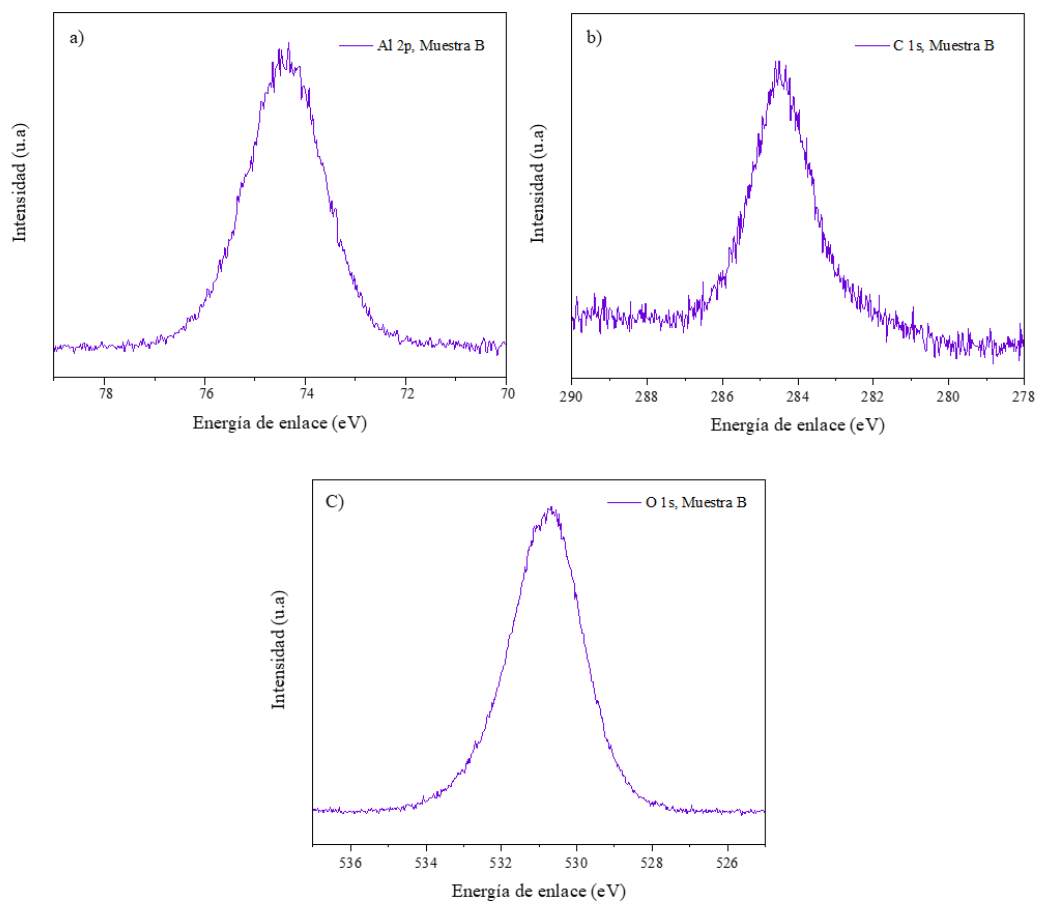 a)
Al 2p, Muestra B
Intensidad (u.a)
78 76 74 72 70
Energía de enlace (eV)
b)
C 1s, Muestra B
Intensidad (u.a)
290 288 286 284 282 280 278
Energía de enlace (eV)
C)
O 1s, Muestra B
Intensidad (u.a)
536 534 532 530 528 526
Energía de enlace (eV)